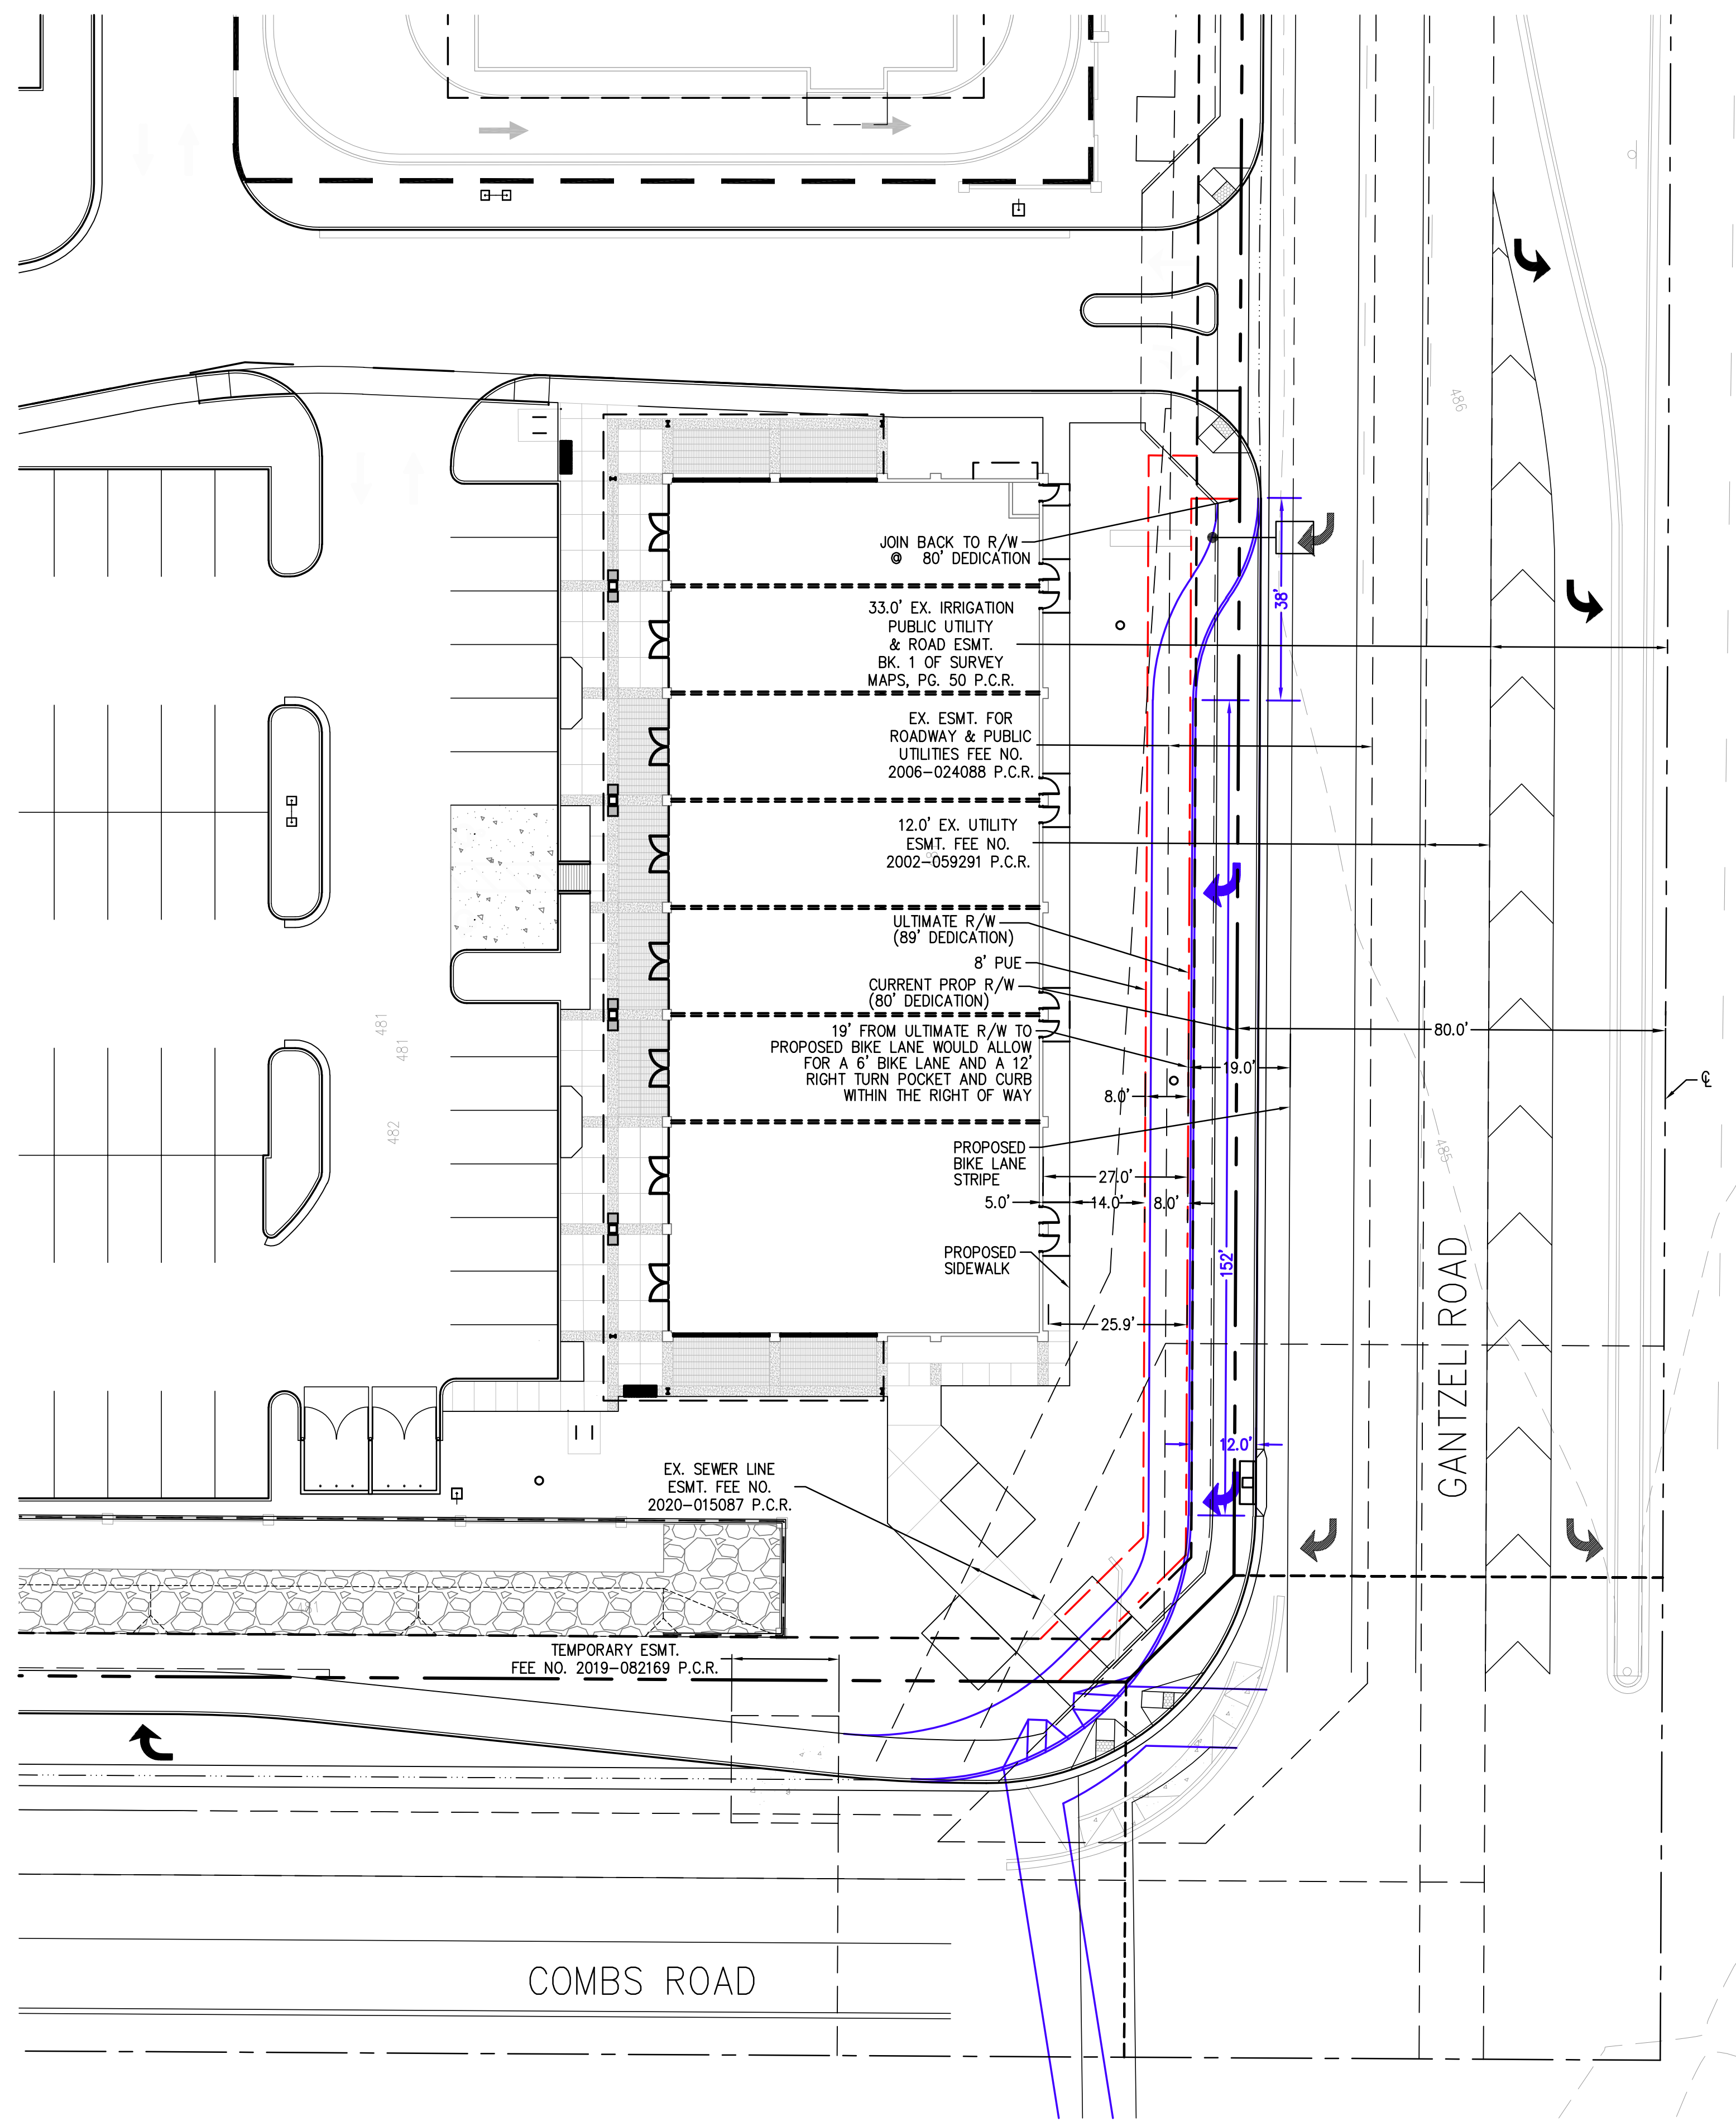 486
JOIN BACK TO R/W
@ 80' DEDICATION
38'
33.0' EX. IRRIGATION
PUBLIC UTILITY
& ROAD ESMT.
BK. 1 OF SURVEY
MAPS, PG. 50 P.C.R.
EX. ESMT. FOR
ROADWAY & PUBLIC
UTILITIES FEE NO.
2006-024088 P.C.R.
12.0' EX. UTILITY
ESMT. FEE NO.
2002-059291 P.C.R.
ULTIMATE R/W
(89' DEDICATION)
8' PUE
CURRENT PROP R/W
(80' DEDICATION)
80.0'
19' FROM ULTIMATE R/W TO
PROPOSED BIKE LANE WOULD ALLOW
FOR A 6' BIKE LANE AND A 12'
RIGHT TURN POCKET AND CURB
WITHIN THE RIGHT OF WAY
19.0'
8.0'
℄
481
481
482
PROPOSED
BIKE LANE
STRIPE
485
27.0'
5.0'
14.0'
8.0'
PROPOSED
SIDEWALK
152'
25.9'
GANTZEL ROAD
12.0'
EX. SEWER LINE
ESMT. FEE NO.
2020-015087 P.C.R.
481
TEMPORARY ESMT.
FEE NO. 2019-082169 P.C.R.
COMBS ROAD